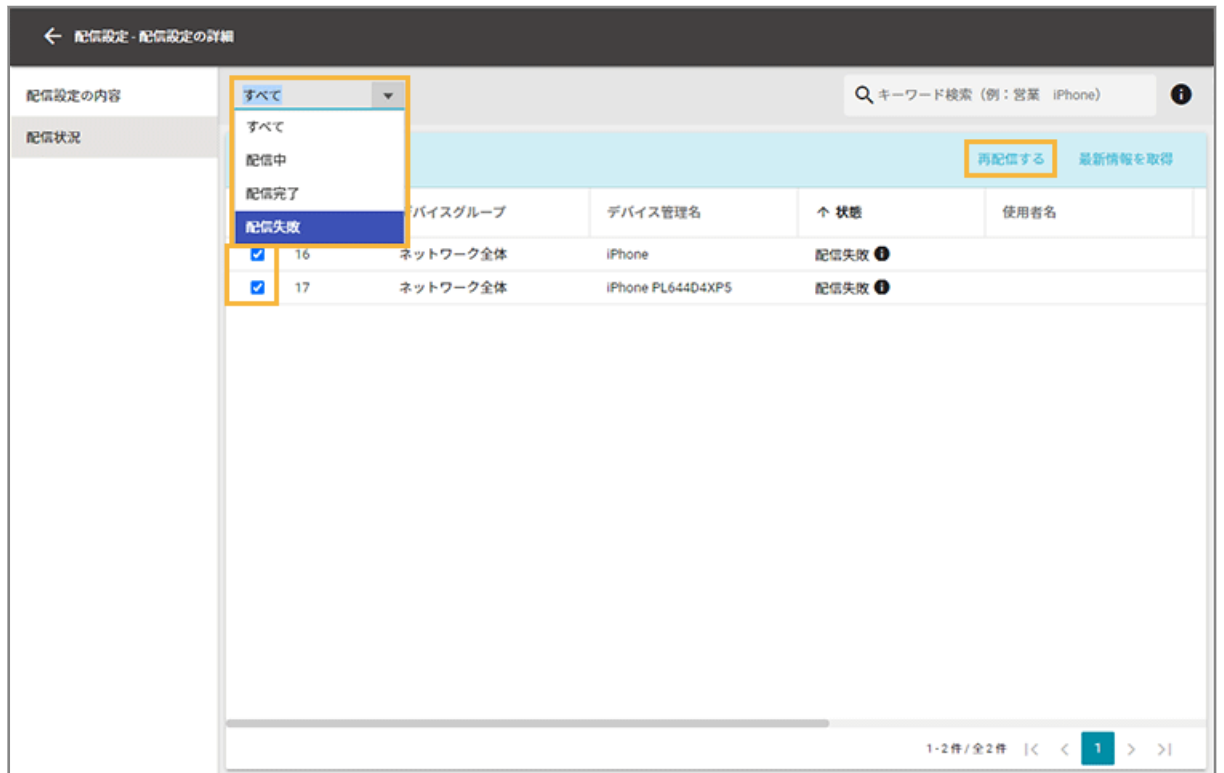 配信設定 - 配信設定の詳細
配信設定の内容
配信状況
すべて
キーワード検索（例：営業 iPhone）
すべて
配信中
配信完了
配信失敗
再配信する 最新情報を取得
バイスグループ デバイス管理名 状態 使用者名
16 ネットワーク全体 iPhone 配信失敗
17 ネットワーク全体 iPhone PL644D4XP5 配信失敗
1-2件/全2件 |< < 1 > >|